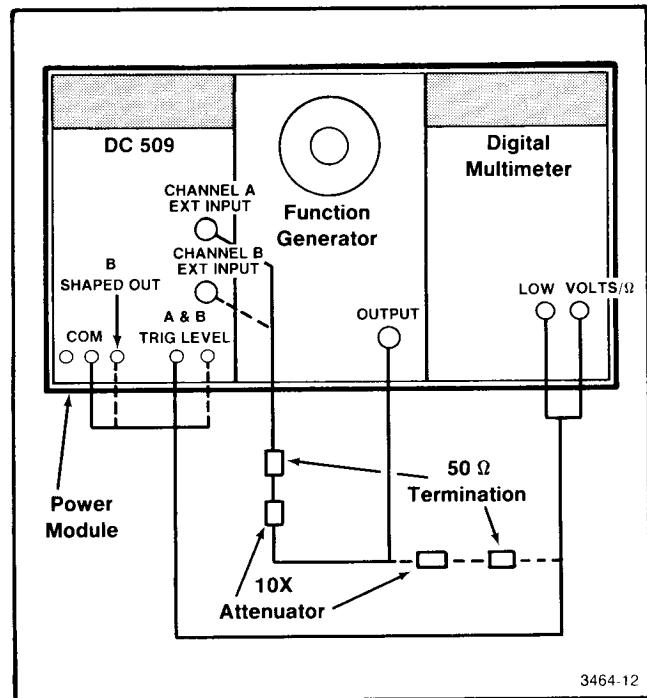 DC 509
Digital
Multimeter
CHANNEL A
EXT INPUT
Function
Generator
CHANNEL B
EXT INPUT
B
SHAPED OUT
A & B
TRIG LEVEL
COM
OUTPUT
LOW VOLTS/Ω
Power
Module
50 Ω
Termination
10X
Attenuator
3464-12